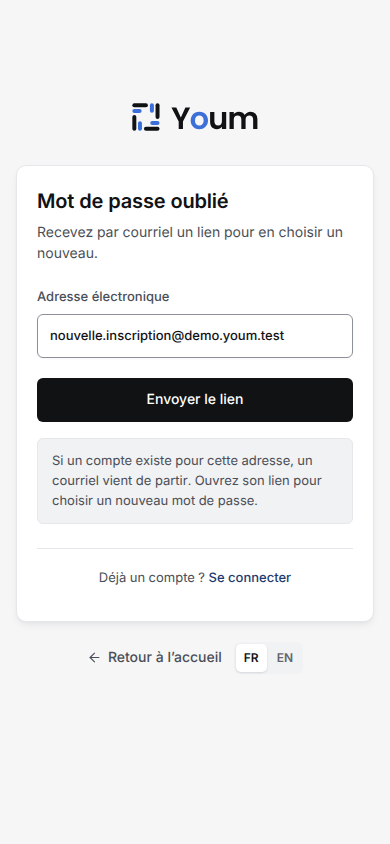 Youm
Mot de passe oublié
Recevez par courriel un lien pour en choisir un
nouveau.
Adresse électronique
nouvelle.inscription@demo.youm.test
Envoyer le lien
Si un compte existe pour cette adresse, un
courriel vient de partir. Ouvrez son lien pour
choisir un nouveau mot de passe.
Déjà un compte ? Se connecter
← Retour à l’accueil FR EN